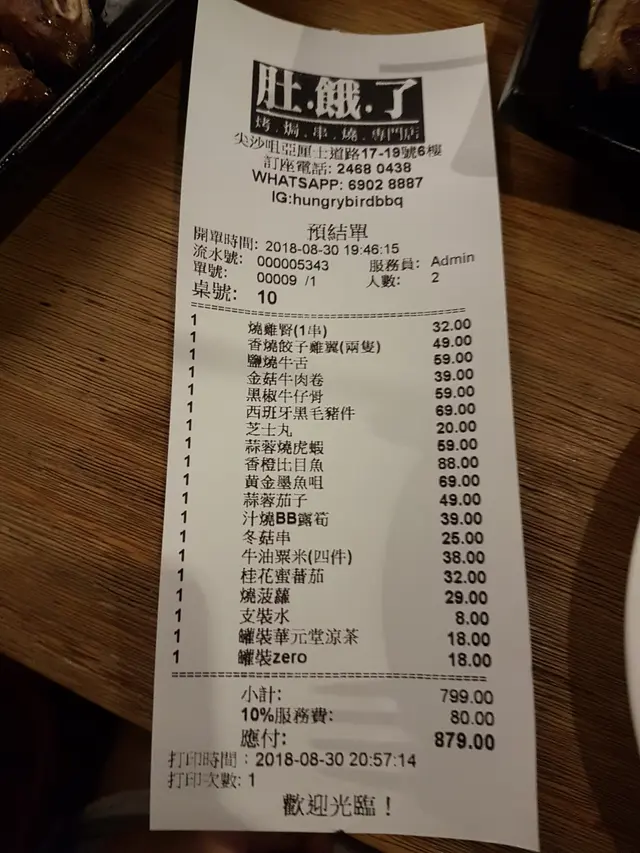 肚.餓.了
烤.焗.串.燒.專門店
尖沙咀亞厘士道路17-19號6樓
訂座電話: 2468 0438
WHATSAPP: 6902 8887
IG:hungrybirdbbq
預結單
開單時間: 2018-08-30 19:46:15
流水號: 000005343 服務員: Admin
單號: 00009 /1 人數: 2
桌號: 10
1 燒雞腎(1串) 32.00
1 香燒餃子雞翼(兩隻) 49.00
1 鹽燒牛舌 59.00
1 金菇牛肉卷 39.00
1 黑椒牛仔骨 59.00
1 西班牙黑毛豬件 69.00
1 芝士丸 20.00
1 蒜蓉燒虎蝦 59.00
1 香橙比目魚 88.00
1 黃金墨魚咀 69.00
1 蒜蓉茄子 49.00
1 汁燒BB露筍 39.00
1 冬菇串 25.00
1 牛油粟米(四件) 38.00
1 桂花蜜蕃茄 32.00
1 燒菠蘿 29.00
1 支裝水 8.00
1 罐裝華元堂涼茶 18.00
1 罐裝zero 18.00
小計: 799.00
10%服務費: 80.00
應付: 879.00
打印時間: 2018-08-30 20:57:14
打印次數: 1
歡迎光臨！